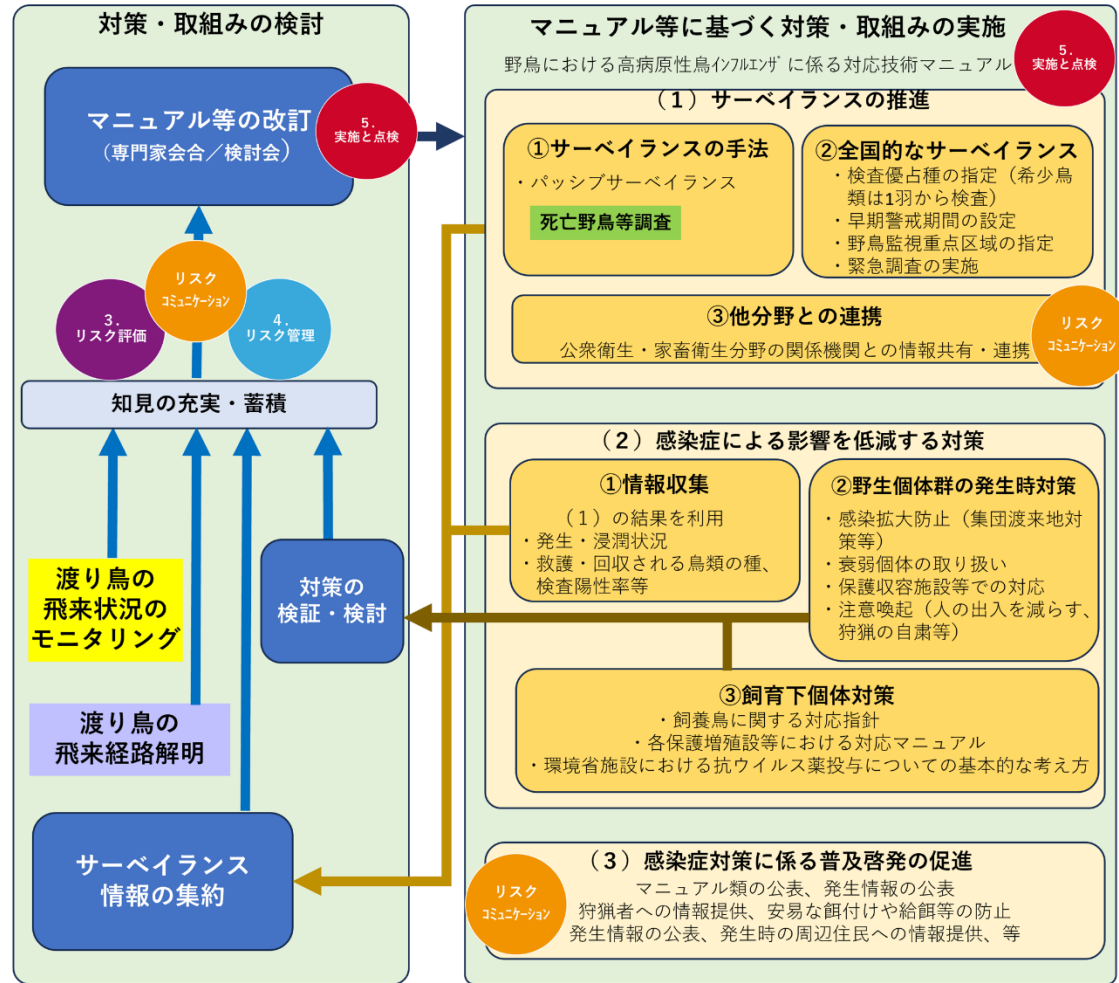 対策・取組みの検討
マニュアル等の改訂
（専門家会合／検討会）
5.
実施と点検
リスク
コミュニケーション
3.
リスク評価
4.
リスク管理
知見の充実・蓄積
渡り鳥の
飛来状況の
モニタリング
対策の
検証・検討
渡り鳥の
飛来経路解明
サーベイランス
情報の集約
マニュアル等に基づく対策・取組みの実施
野鳥における高病原性鳥インフルエンザに係る対応技術マニュアル
5.
実施と点検
（１）サーベイランスの推進
①サーベイランスの手法
・パッシブサーベイランス
死亡野鳥等調査
②全国的なサーベイランス
・検査優占種の指定（希少鳥
類は1羽から検査）
・早期警戒期間の設定
・野鳥監視重点区域の指定
・緊急調査の実施
③他分野との連携
公衆衛生・家畜衛生分野の関係機関との情報共有・連携
リスク
コミュニケーション
（２）感染症による影響を低減する対策
①情報収集
（１）の結果を利用
・発生・浸潤状況
・救護・回収される鳥類の種、
検査陽性率等
②野生個体群の発生時対策
・感染拡大防止（集団渡来地対
策等）
・衰弱個体の取り扱い
・保護収容施設等での対応
・注意喚起（人の出入を減らす、
狩猟の自粛等）
③飼育下個体対策
・飼養鳥に関する対応指針
・各保護増殖設等における対応マニュアル
・環境省施設における抗ウイルス薬投与についての基本的な考え方
（３）感染症対策に係る普及啓発の促進
リスク
コミュニケーション
マニュアル類の公表、発生情報の公表
狩猟者への情報提供、安易な餌付けや給餌等の防止
発生情報の公表、発生時の周辺住民への情報提供、等